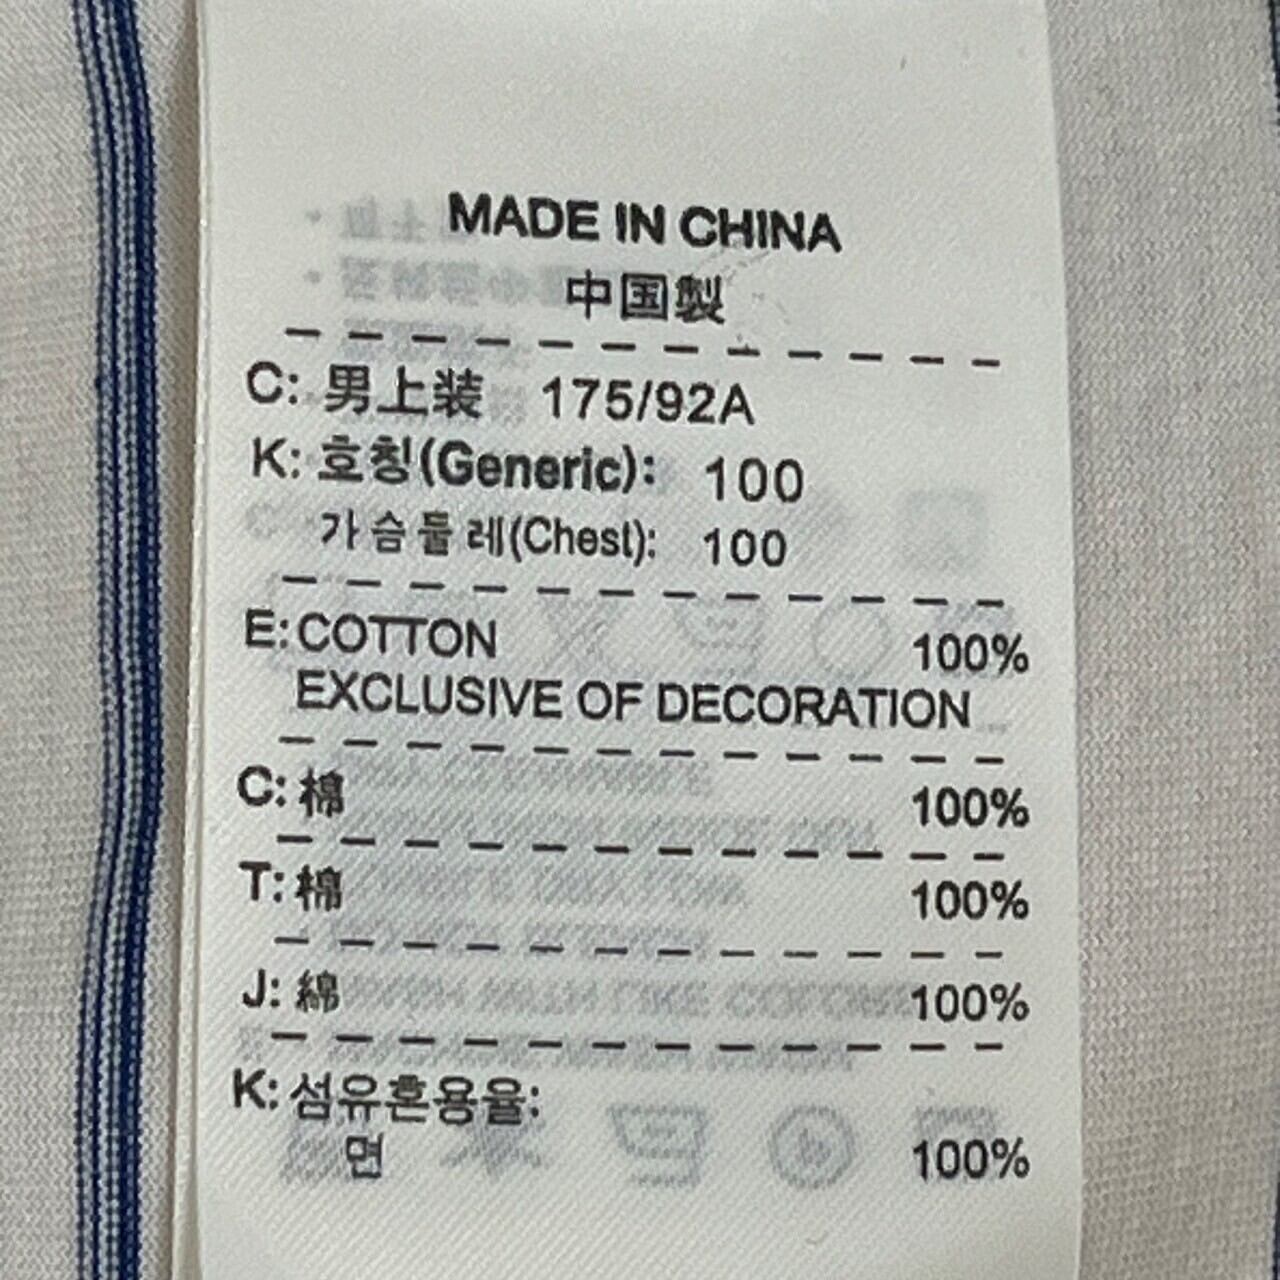 MADE IN CHINA
中国製
C: 男上装 175/92A
K: 호칭(Generic): 100
가슴둘레(Chest): 100
E: COTTON 100%
EXCLUSIVE OF DECORATION
C: 棉 100%
T: 棉 100%
J: 綿 100%
K: 섬유혼용율:
면 100%